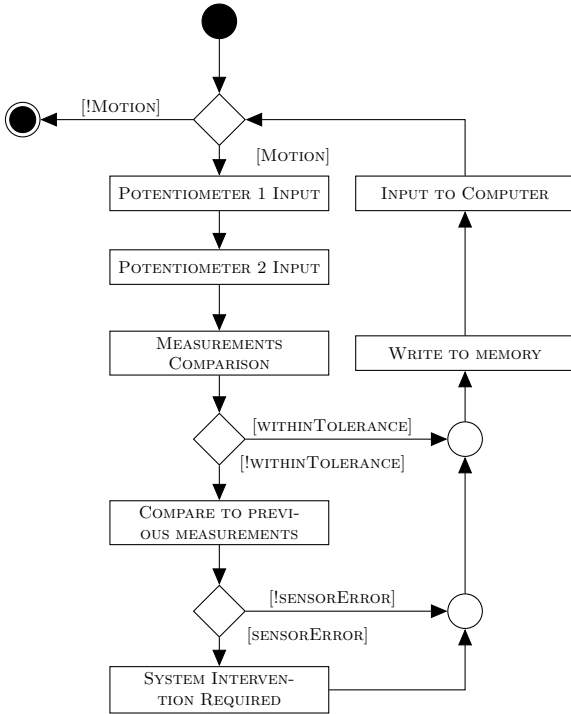 [!Motion]
[Motion]
Potentiometer 1 Input
Input to Computer
Potentiometer 2 Input
Measurements
Comparison
Write to memory
[withinTolerance]
[!withinTolerance]
Compare to previ-
ous measurements
[!sensorError]
[sensorError]
System Interven-
tion Required